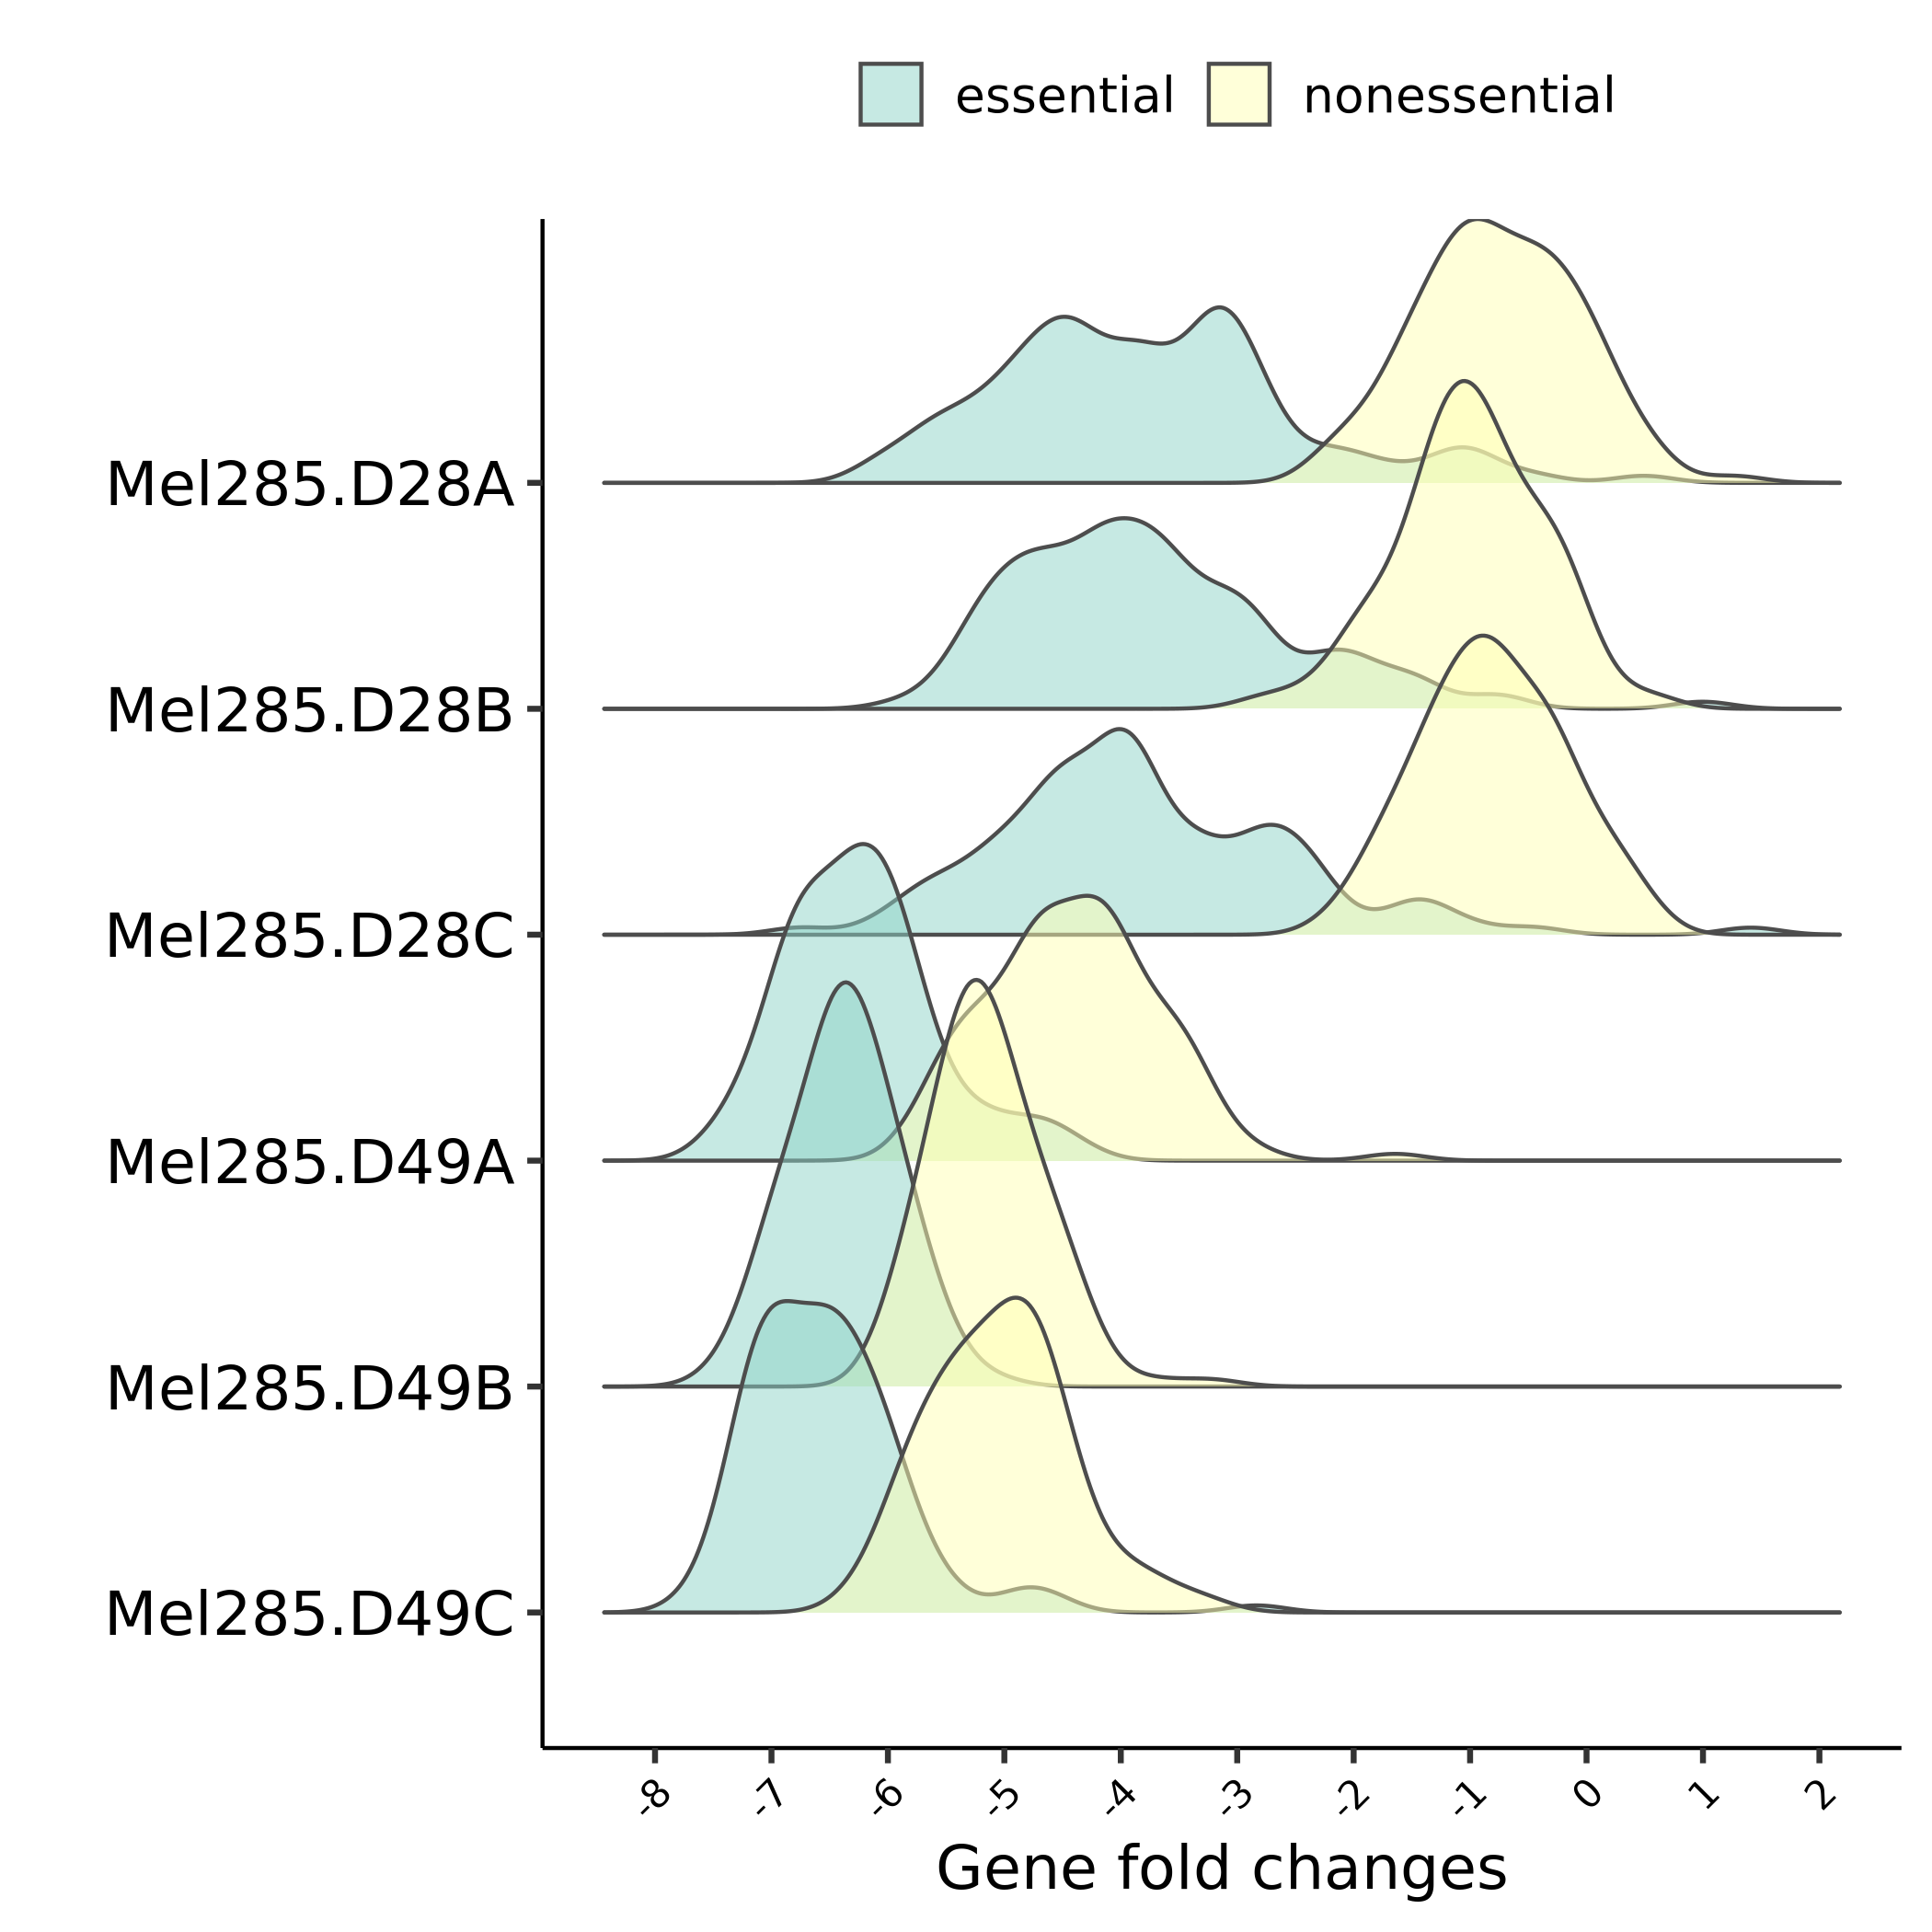 essential nonessential
Mel285.D28A
Mel285.D28B
Mel285.D28C
Mel285.D49A
Mel285.D49B
Mel285.D49C
-8 -7 -6 -5 -4 -3 -2 -1 0 1 2
Gene fold changes